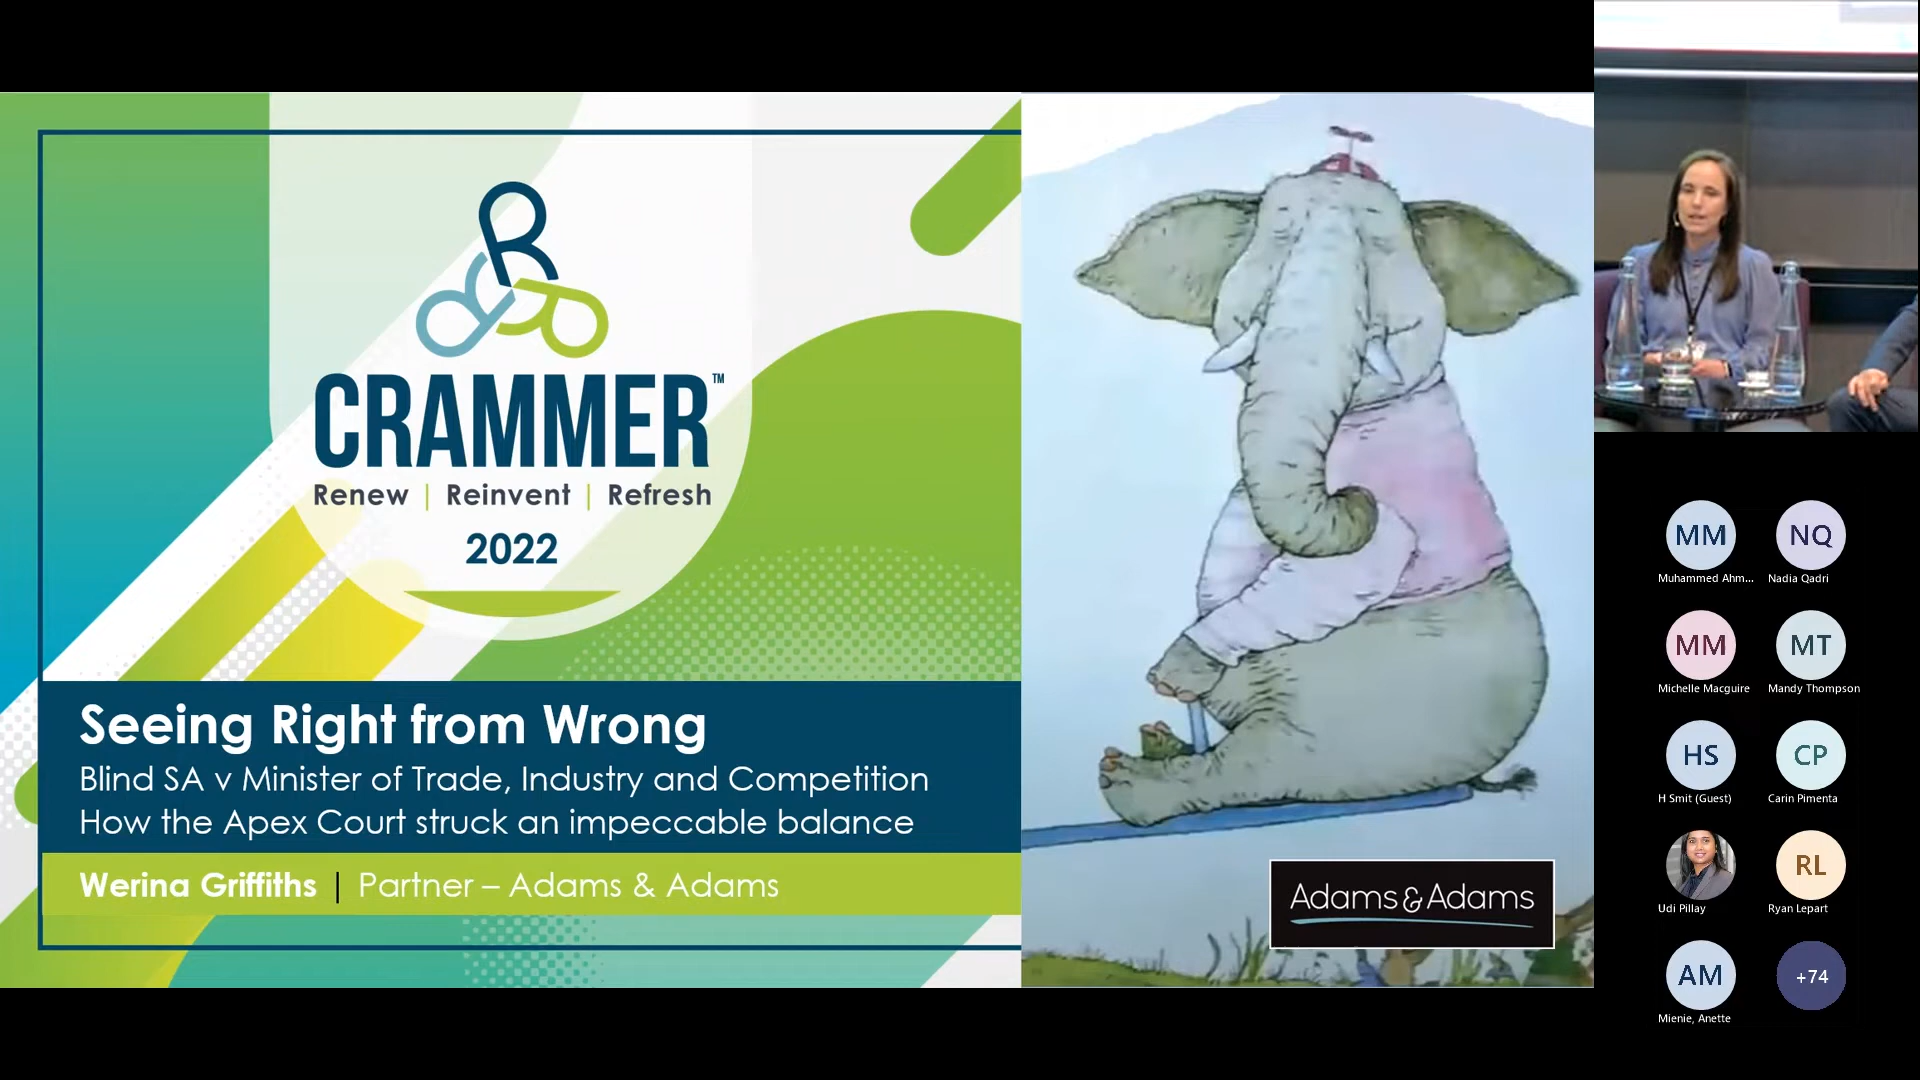 CRAMMER™
Renew | Reinvent | Refresh
2022
Seeing Right from Wrong
Blind SA v Minister of Trade, Industry and Competition
How the Apex Court struck an impeccable balance
Werina Griffiths | Partner – Adams & Adams
Adams&Adams
MM NQ
Muhammed Ahm... Nadia Qadri
MM MT
Michelle Macguire Mandy Thompson
HS CP
H Smit (Guest) Carin Pimenta
RL
Udi Pillay Ryan Lepart
AM +74
Mienie, Anette